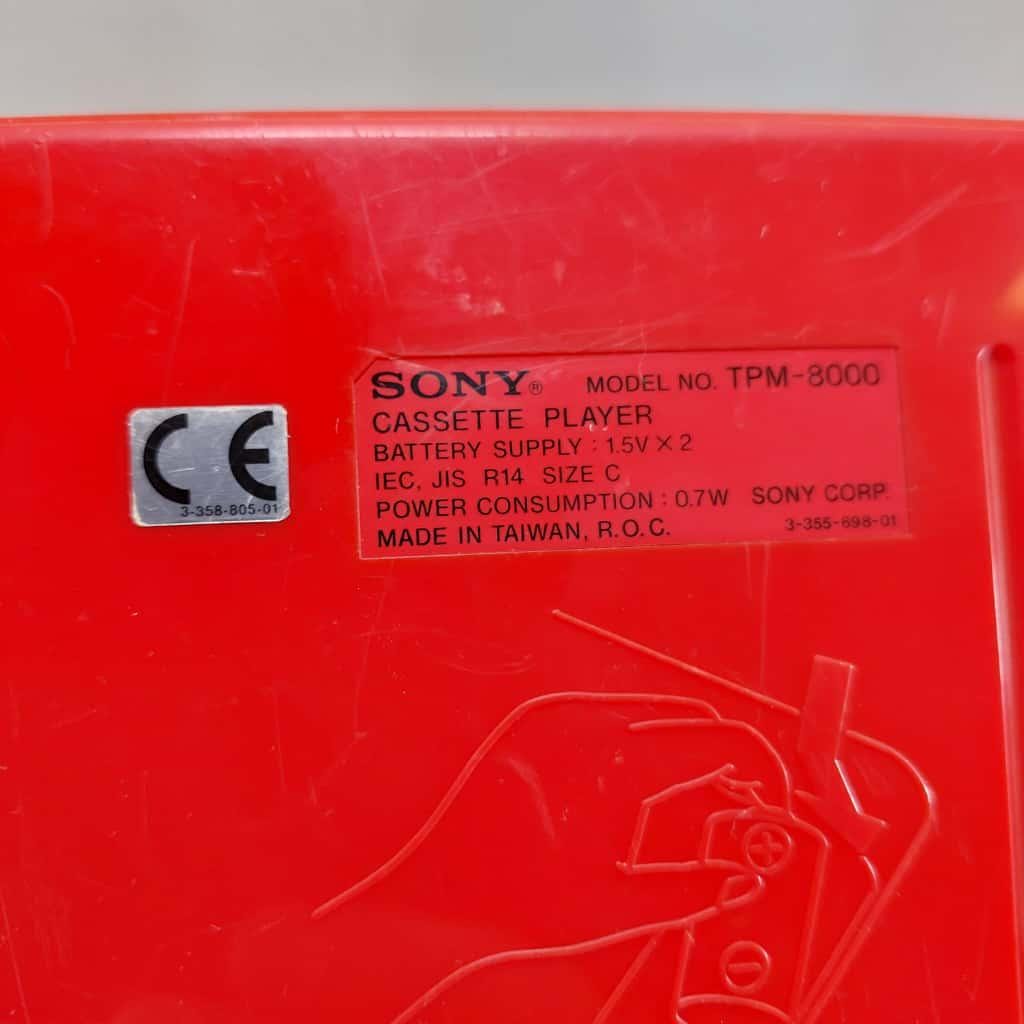 SONY® MODEL NO. TPM-8000
CASSETTE PLAYER
BATTERY SUPPLY : 1.5V × 2
IEC, JIS R14 SIZE C
POWER CONSUMPTION : 0.7W SONY CORP.
MADE IN TAIWAN, R.O.C. 3-355-698-01
CE
3-358-805-01